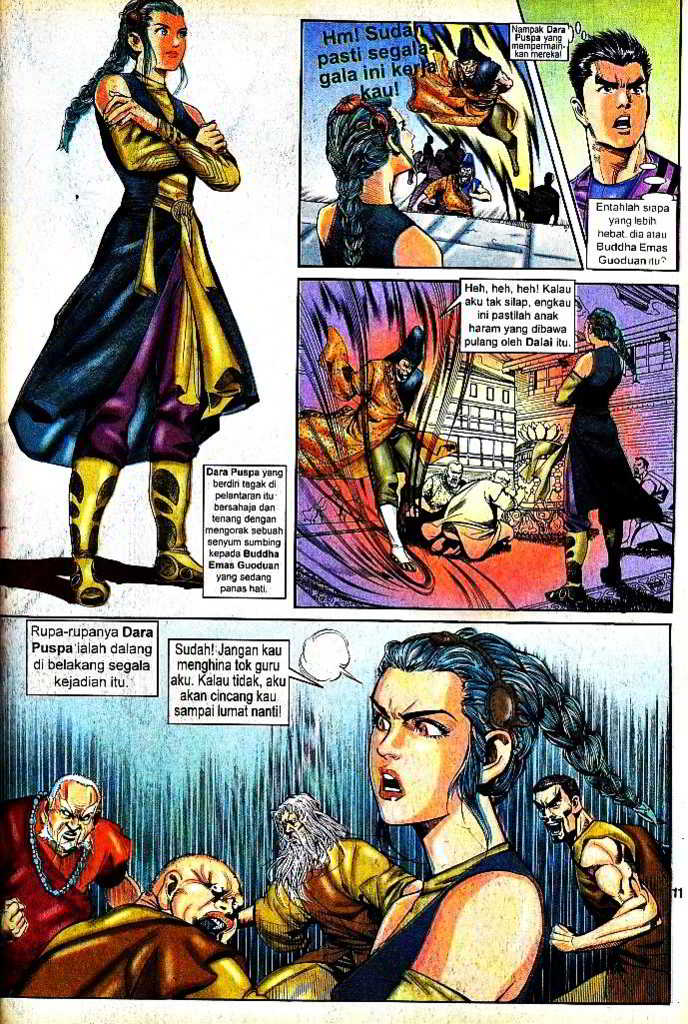 Dara Puspa yang
berdiri tegak di
pelantaran itu
bersahaja dan
tenang dengan
mengorak sebuah
senyum sumbing
kepada Buddha
Emas Guoduan
yang sedang
panas hati.
Hm! Sudah
pasti segala-
gala ini kerja
kau!
Nampak Dara
Puspa yang
mempermain-
kan mereka!
Entahlah siapa
yang lebih
hebat, dia atau
Buddha Emas
Guoduan itu?
Heh, heh, heh! Kalau
aku tak silap, engkau
ini pastilah anak
haram yang dibawa
pulang oleh Dalai itu.
Rupa-rupanya Dara
Puspa ialah dalang
di belakang segala
kejadian itu.
Sudah! Jangan kau
menghina tok guru
aku. Kalau tidak, aku
akan cincang kau
sampai lumat nanti!
11